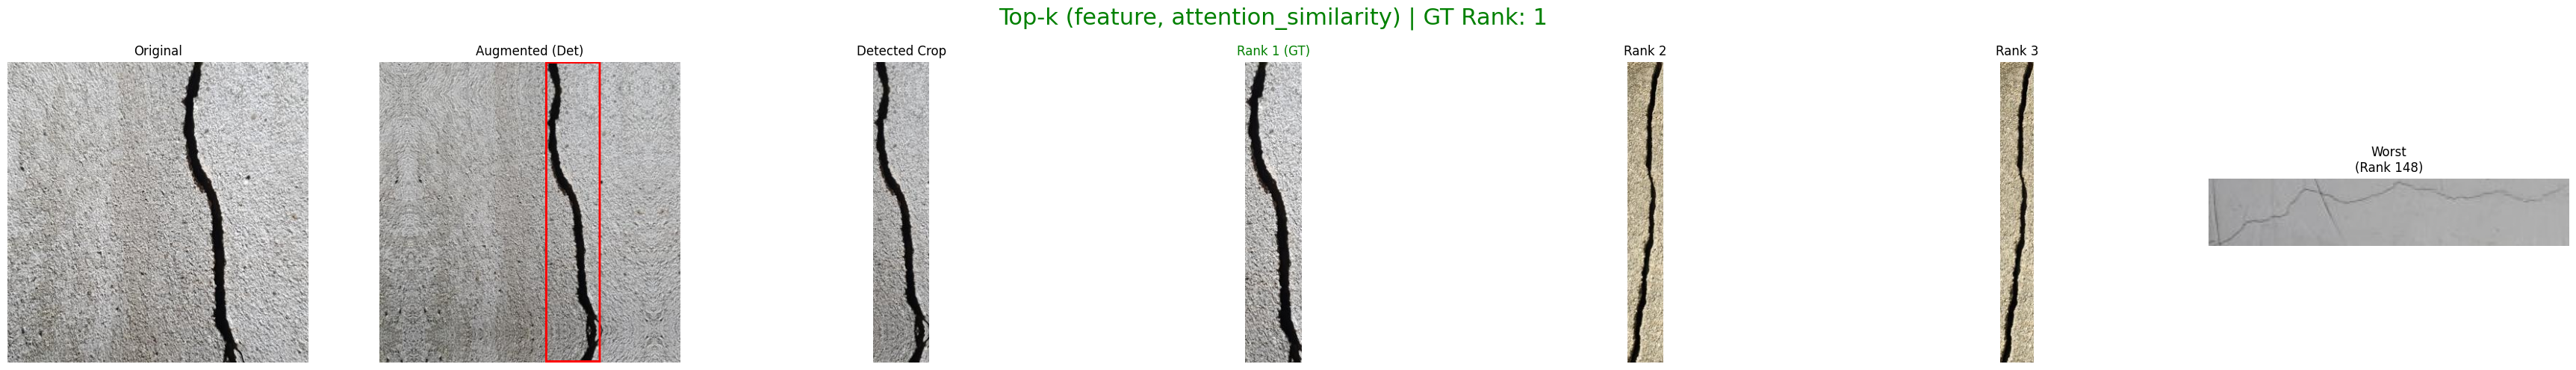 Top-k (feature, attention_similarity) | GT Rank: 1
Original
Augmented (Det)
Detected Crop
Rank 1 (GT)
Rank 2
Rank 3
Worst
(Rank 148)